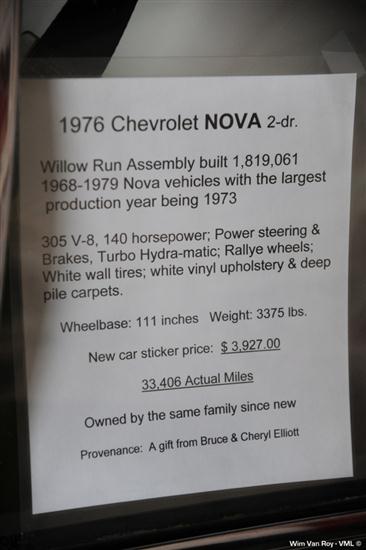 1976 Chevrolet NOVA 2-dr.
Willow Run Assembly built 1,819,061
1968-1979 Nova vehicles with the largest
production year being 1973
305 V-8, 140 horsepower; Power steering &
Brakes, Turbo Hydra-matic; Rallye wheels;
White wall tires; white vinyl upholstery & deep
pile carpets.
Wheelbase: 111 inches Weight: 3375 lbs.
New car sticker price: $ 3,927.00
33,406 Actual Miles
Owned by the same family since new
Provenance: A gift from Bruce & Cheryl Elliott
Wim Van Roy - VML ©